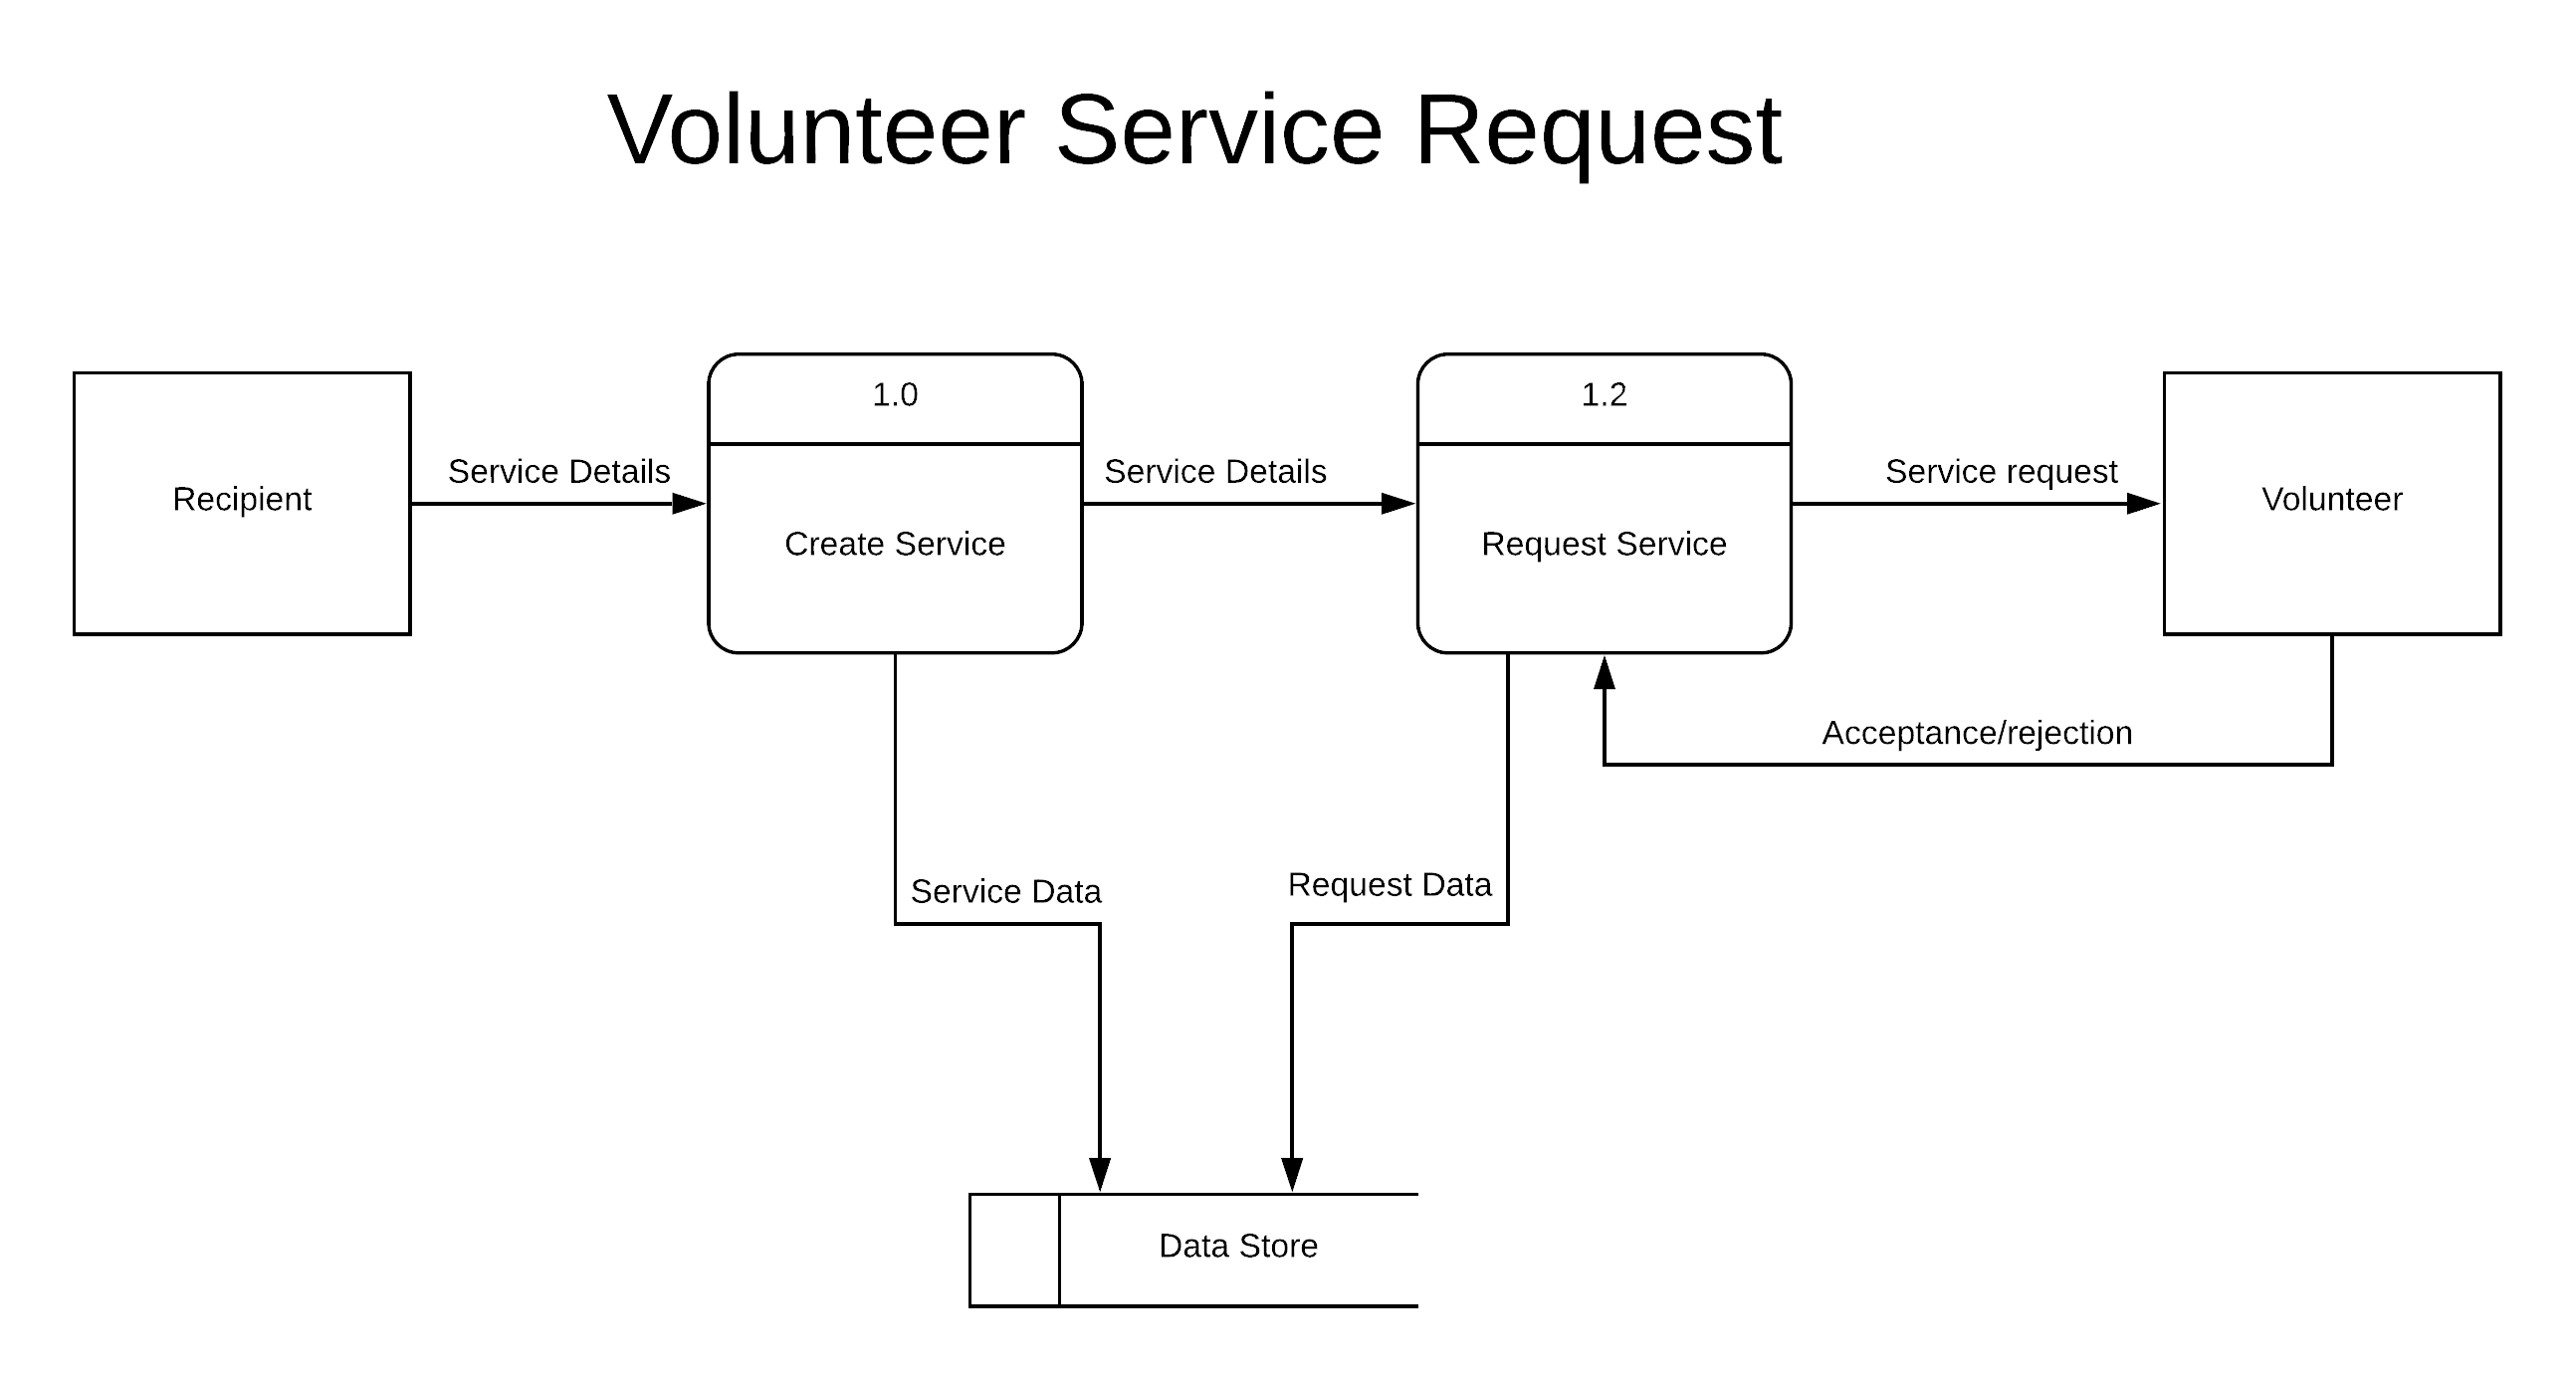 Volunteer Service Request
1.0
1.2
Recipient
Service Details
Create Service
Service Details
Request Service
Service request
Volunteer
Acceptance/rejection
Service Data
Request Data
Data Store